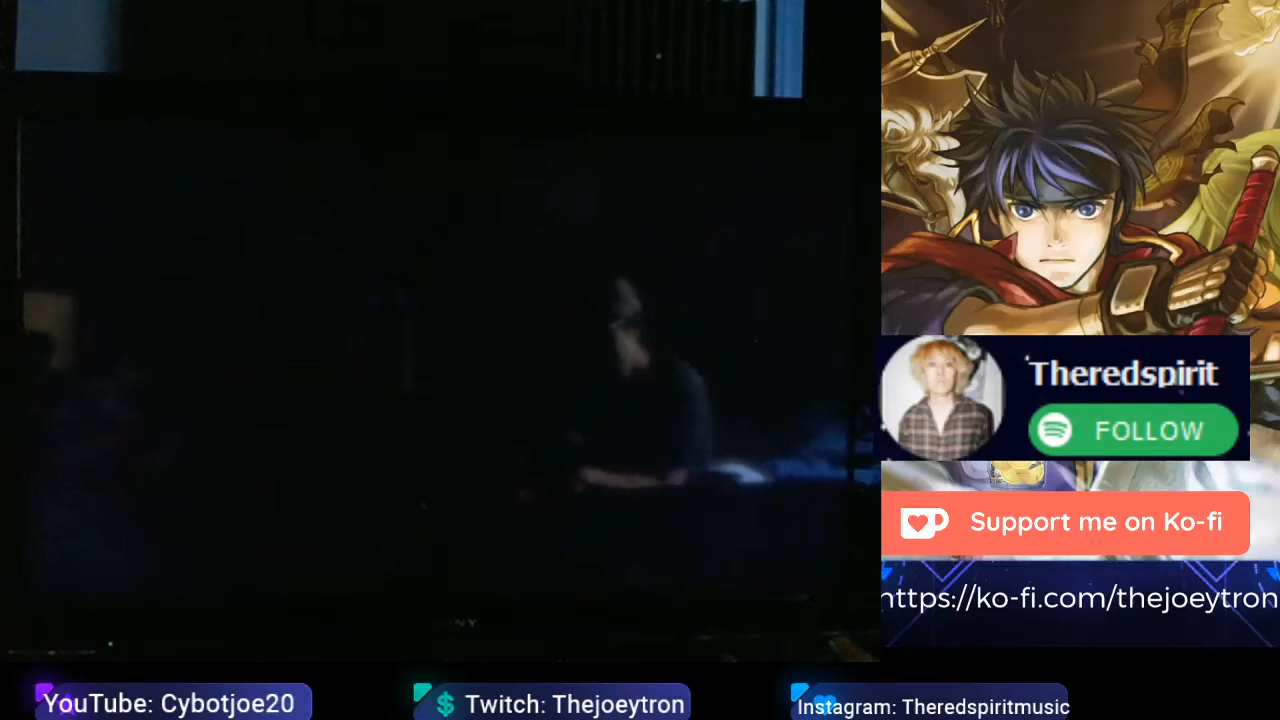 Theredspirit
FOLLOW
Support me on Ko-fi
https://ko-fi.com/thejoeytron
YouTube: Cybotjoe20
Twitch: Thejoeytron
Instagram: Theredspiritmusic